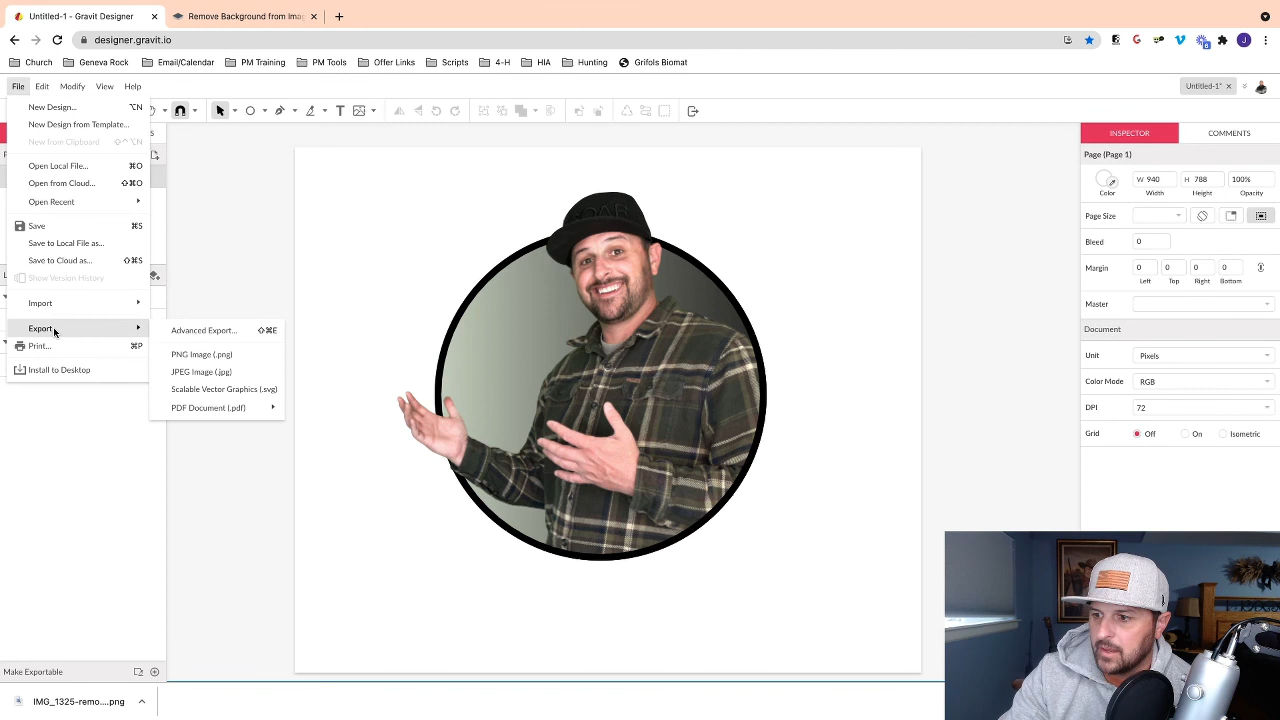 Untitled-1 - Gravit Designer
Remove Background from Imag
designer.gravit.io
6
J
Church
Geneva Rock
Email/Calendar
PM Training
PM Tools
Offer Links
Scripts
4-H
HIA
Hunting
Grifols Biomat
File
Edit
Modify
View
Help
Untitled-1*
New Design...
⌥N
New Design from Template...
New from Clipboard
⇧^⌥N
Open Local File...
⌘O
Open from Cloud...
⇧⌘O
Open Recent
Save
⌘S
Save to Local File as...
Save to Cloud as...
⇧⌘S
Show Version History
Import
Export
Print...
⌘P
Install to Desktop
Advanced Export...
⇧⌘E
PNG Image (.png)
JPEG Image (.jpg)
Scalable Vector Graphics (.svg)
PDF Document (.pdf)
INSPECTOR
COMMENTS
Page (Page 1)
W 940
H 788
100%
Color
Width
Height
Opacity
Page Size
Bleed
0
Margin
0
0
0
0
Left
Top
Right
Bottom
Master
Document
Unit
Pixels
Color Mode
RGB
DPI
72
Grid
Off
On
Isometric
Make Exportable
IMG_1325-remo....png